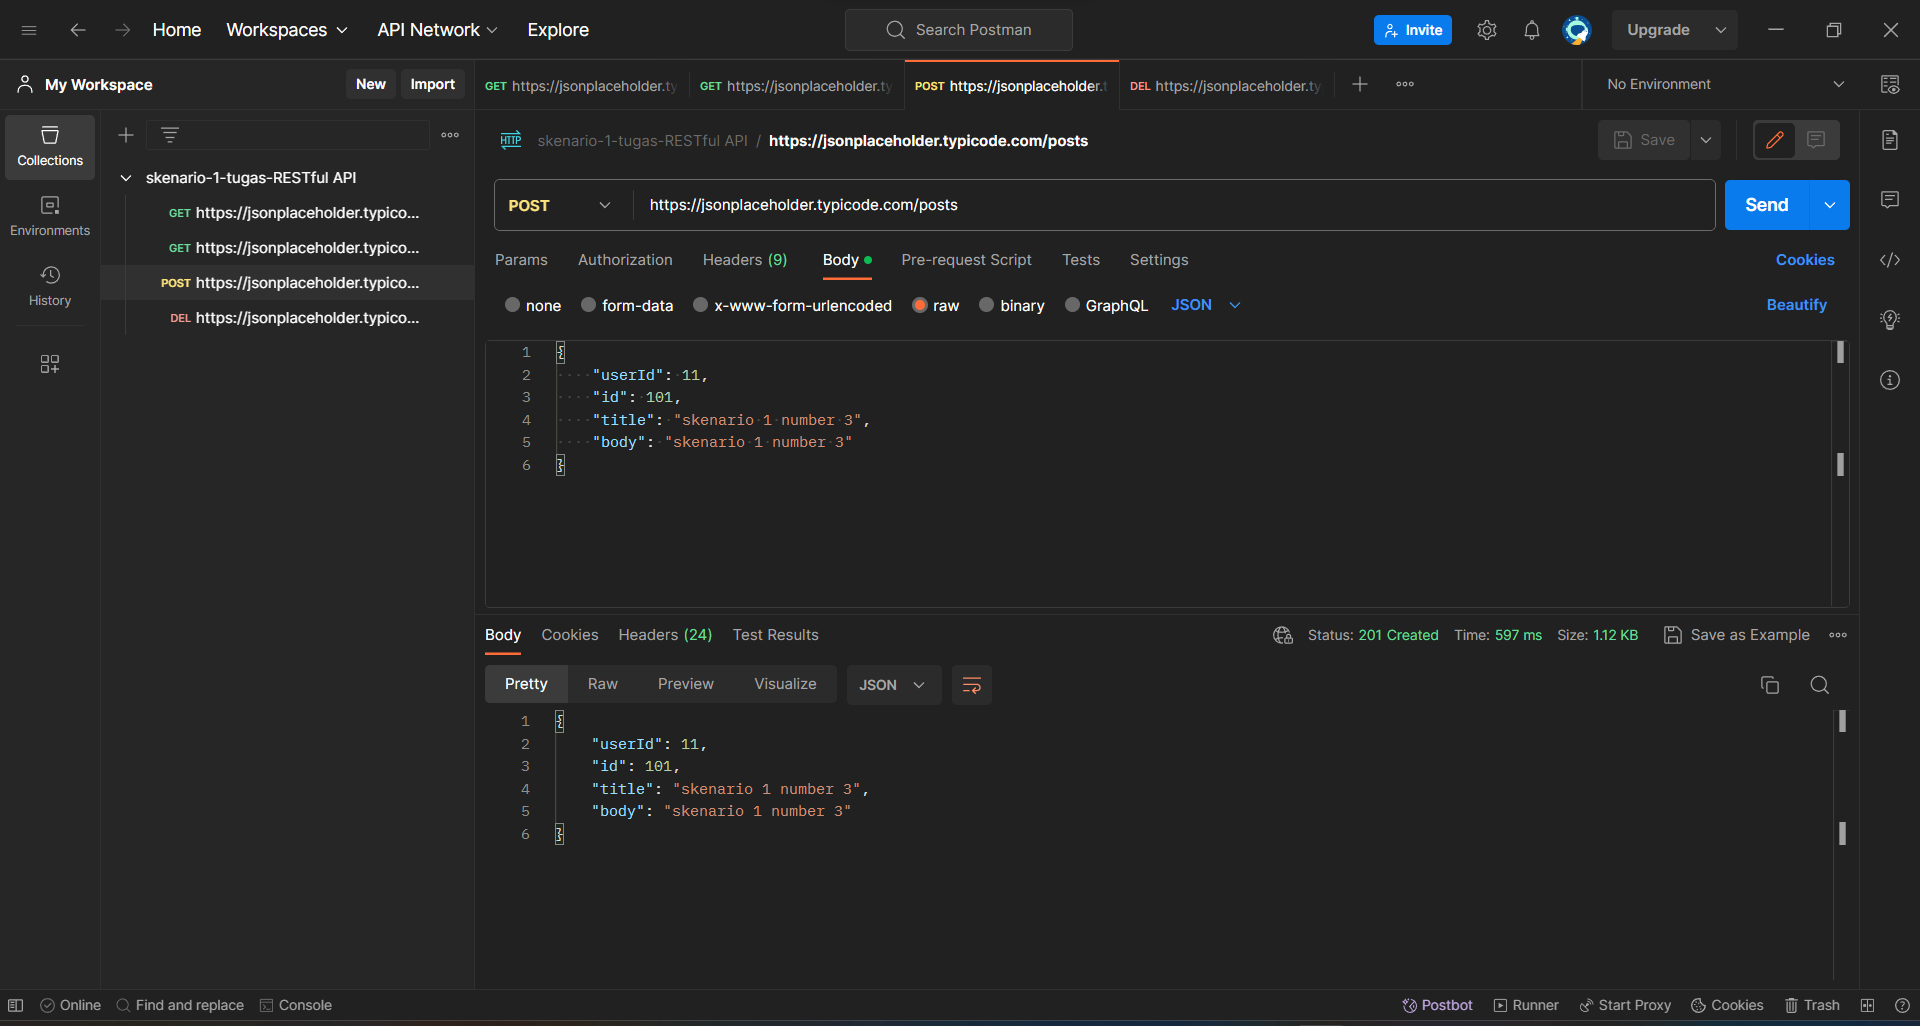 Home Workspaces API Network Explore Search Postman Invite Upgrade
My Workspace New Import GET https://jsonplaceholder.ty GET https://jsonplaceholder.ty POST https://jsonplaceholder.t DEL https://jsonplaceholder.ty No Environment
Collections
Environments
History
skenario-1-tugas-RESTful API
GET https://jsonplaceholder.typico...
GET https://jsonplaceholder.typico...
POST https://jsonplaceholder.typico...
DEL https://jsonplaceholder.typico...
HTTP skenario-1-tugas-RESTful API / https://jsonplaceholder.typicode.com/posts Save
POST https://jsonplaceholder.typicode.com/posts Send
Params Authorization Headers (9) Body Pre-request Script Tests Settings Cookies
none form-data x-www-form-urlencoded raw binary GraphQL JSON Beautify
1 {
2 "userId": 11,
3 "id": 101,
4 "title": "skenario 1 number 3",
5 "body": "skenario 1 number 3"
6 }
Body Cookies Headers (24) Test Results Status: 201 Created Time: 597 ms Size: 1.12 KB Save as Example
Pretty Raw Preview Visualize JSON
1 {
2 "userId": 11,
3 "id": 101,
4 "title": "skenario 1 number 3",
5 "body": "skenario 1 number 3"
6 }
Online Find and replace Console Postbot Runner Start Proxy Cookies Trash